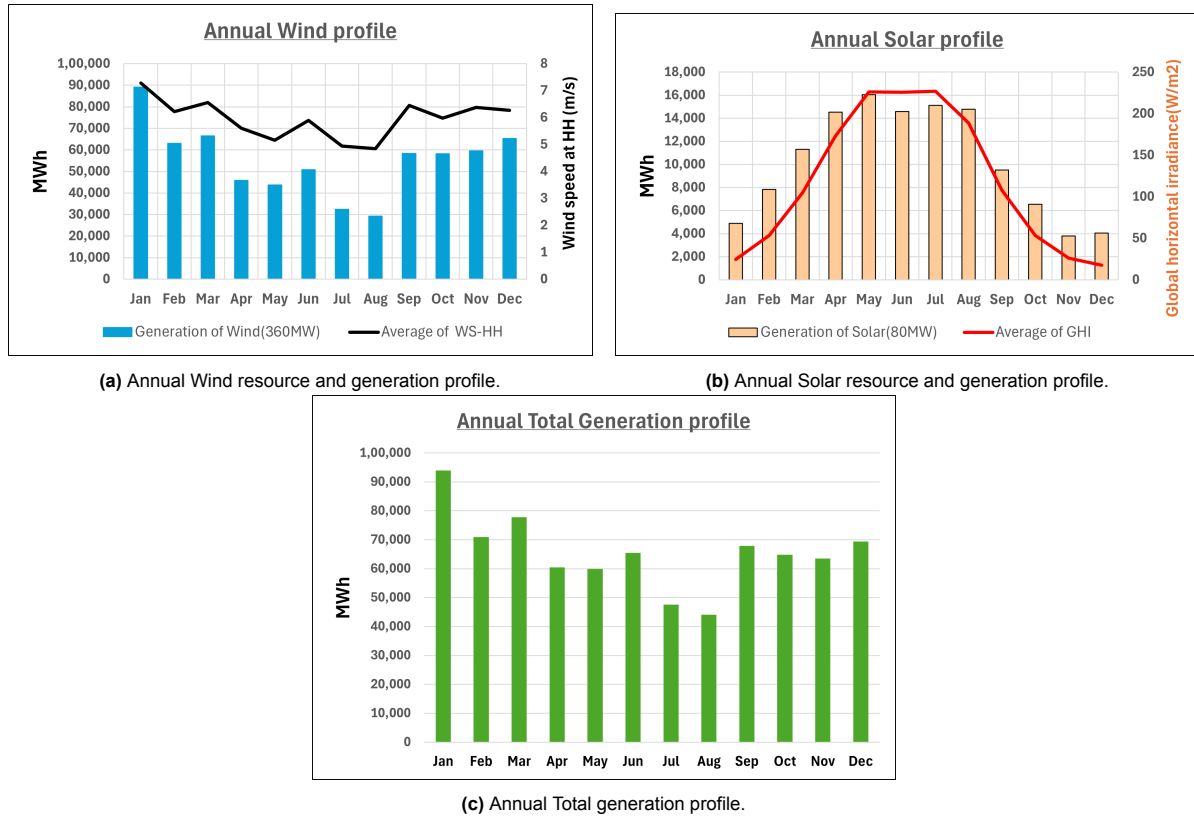 Annual Wind profile
1,00,000
90,000
80,000
70,000
60,000
50,000
40,000
30,000
20,000
10,000
0
MWh
8
7
6
5
4
3
2
1
0
Wind speed at HH (m/s)
Jan Feb Mar Apr May Jun Jul Aug Sep Oct Nov Dec
Generation of Wind(360MW) Average of WS-HH
(a) Annual Wind resource and generation profile.
Annual Solar profile
18,000
16,000
14,000
12,000
10,000
8,000
6,000
4,000
2,000
0
MWh
250
200
150
100
50
0
Global horizontal irradiance(W/m2)
Jan Feb Mar Apr May Jun Jul Aug Sep Oct Nov Dec
Generation of Solar(80MW) Average of GHI
(b) Annual Solar resource and generation profile.
Annual Total Generation profile
1,00,000
90,000
80,000
70,000
60,000
50,000
40,000
30,000
20,000
10,000
0
MWh
Jan Feb Mar Apr May Jun Jul Aug Sep Oct Nov Dec
(c) Annual Total generation profile.